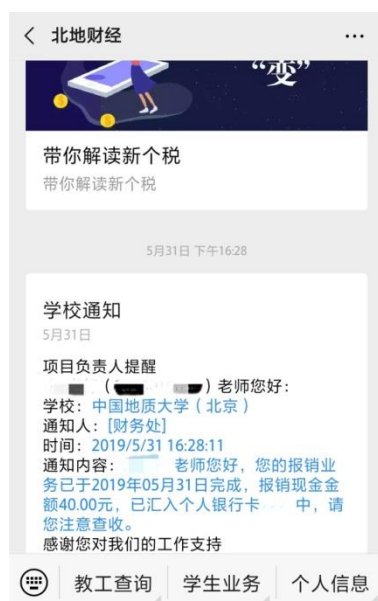 北地财经
“变”
带你解读新个税
带你解读新个税
5月31日 下午16:28
学校通知
5月31日
项目负责人提醒
( ) 老师您好:
学校: 中国地质大学 (北京)
通知人: [财务处]
时间: 2019/5/31 16:28:11
通知内容: 老师您好, 您的报销业
务已于2019年05月31日完成, 报销现金金
额40.00元, 已汇入个人银行卡 中, 请
您注意查收。
感谢您对我们的工作支持
教工查询 学生业务 个人信息